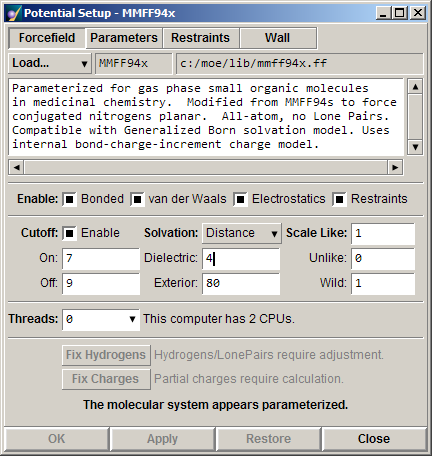 Potential Setup - MMFF94x
Forcefield Parameters Restraints Wall
Load... MMFF94x c:/moe/lib/mmff94x.ff
Parameterized for gas phase small organic molecules
in medicinal chemistry. Modified from MMFF94s to force
conjugated nitrogens planar. All-atom, no Lone Pairs.
Compatible with Generalized Born solvation model. Uses
internal bond-charge-increment charge model.
Enable: Bonded van der Waals Electrostatics Restraints
Cutoff: Enable Solvation: Distance Scale Like: 1
On: 7 Dielectric: 4 Unlike: 0
Off: 9 Exterior: 80 Wild: 1
Threads: 0 This computer has 2 CPUs.
Fix Hydrogens Hydrogens/LonePairs require adjustment.
Fix Charges Partial charges require calculation.
The molecular system appears parameterized.
OK Apply Restore Close